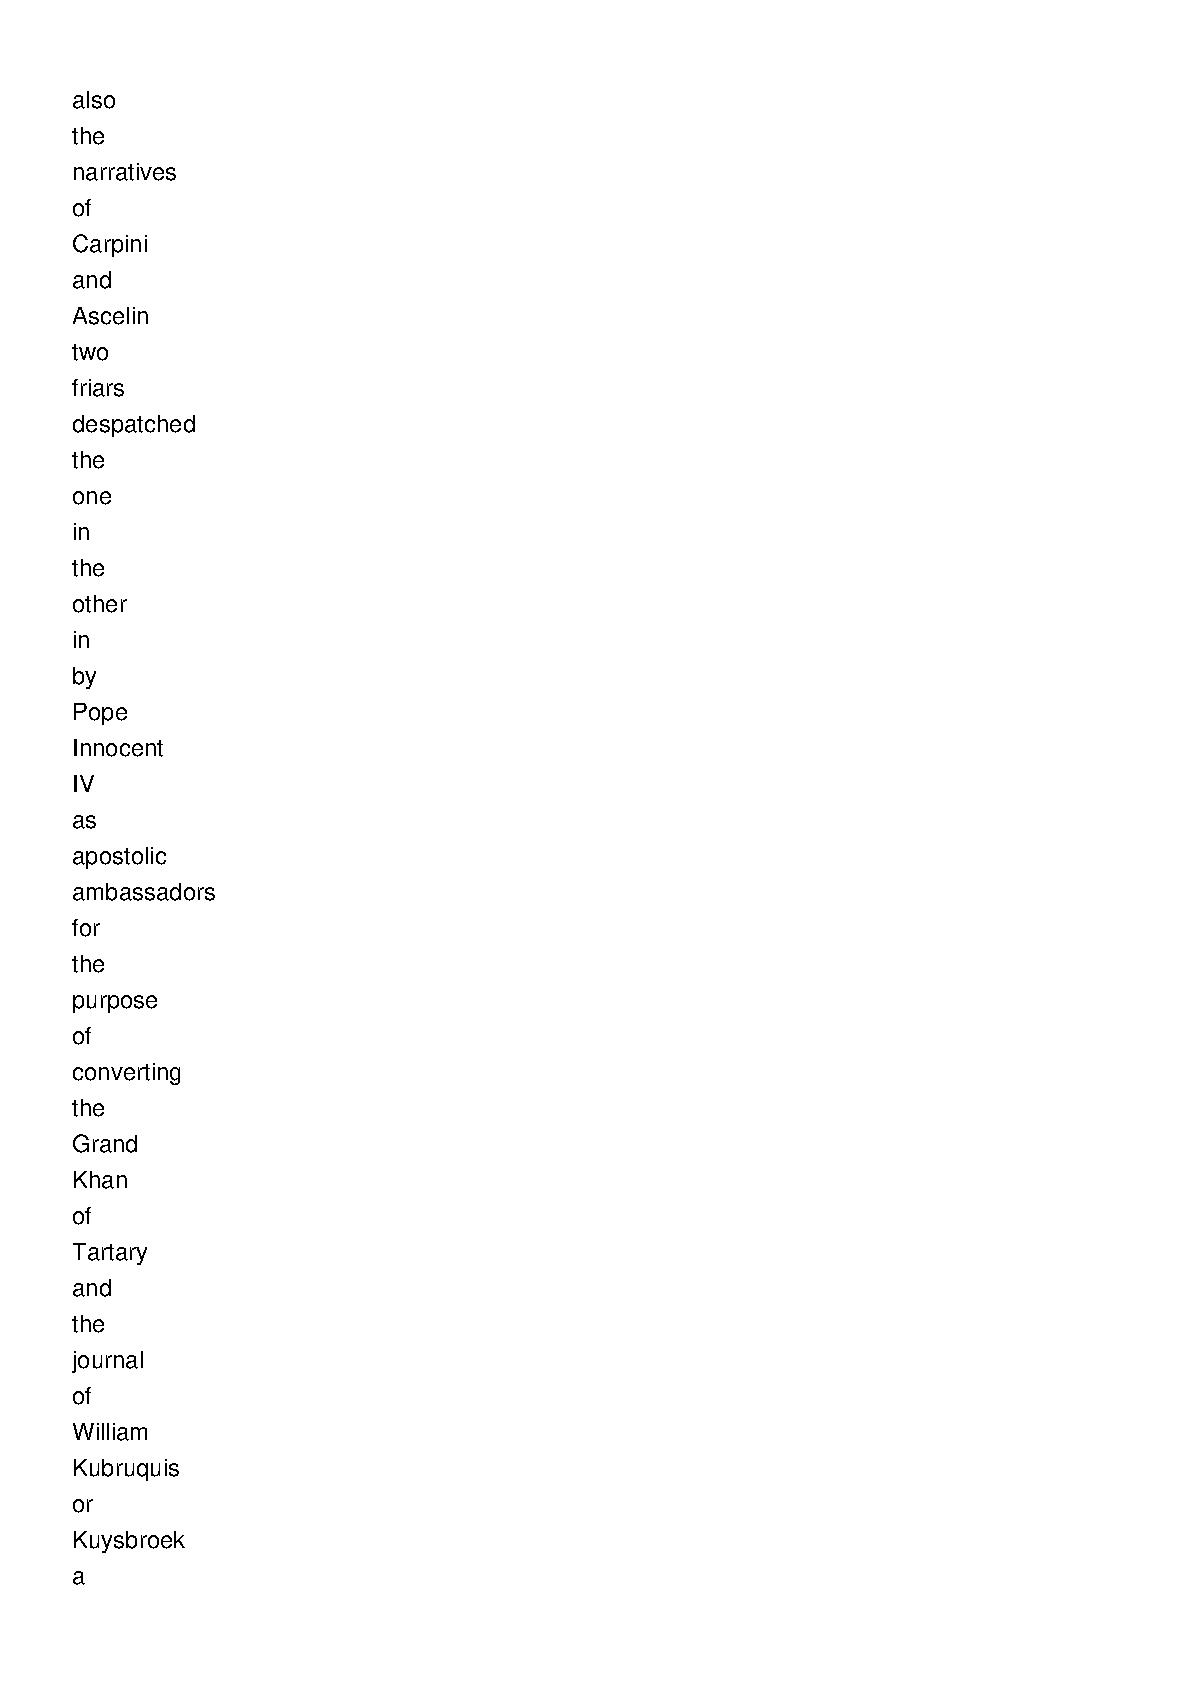 also
the
narratives
of
Carpini
and
Ascelin
two
friars
despatched
the
one
in
the
other
in
by
Pope
Innocent
IV
as
apostolic
ambassadors
for
the
purpose
of
converting
the
Grand
Khan
of
Tartary
and
the
journal
of
William
Kubruquis
or
Kuysbroek
a